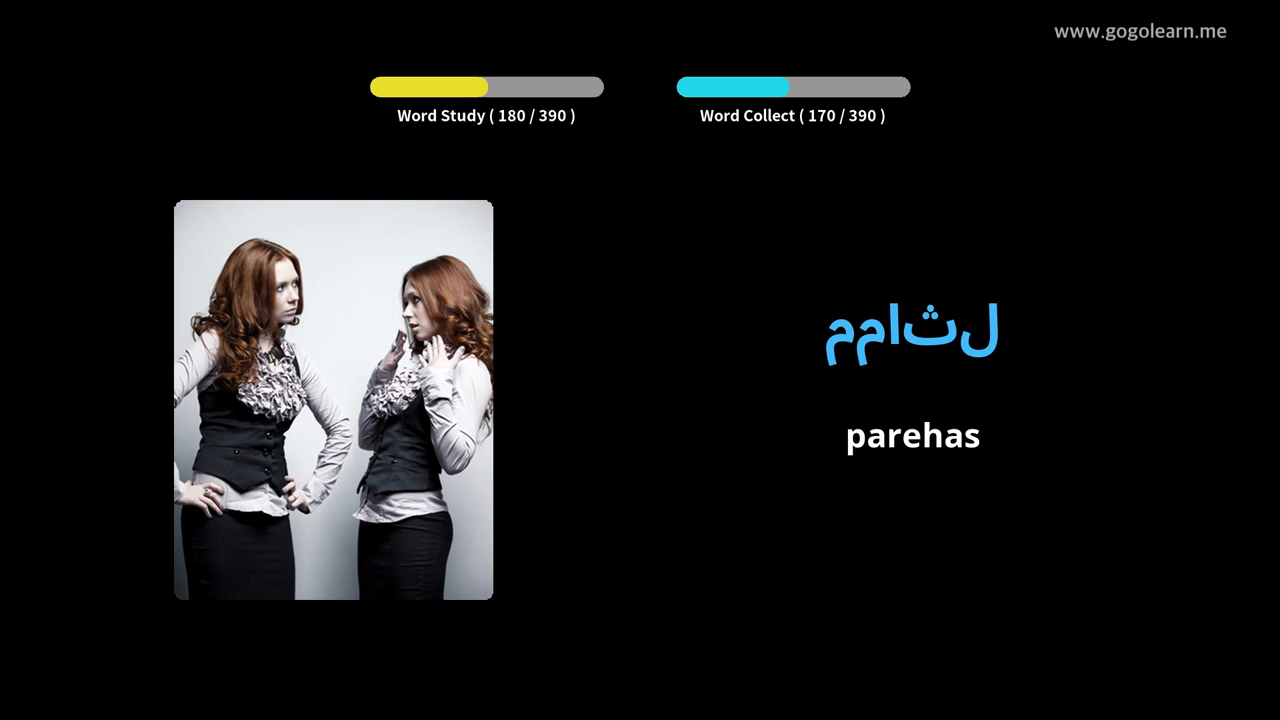 www.gogolearn.me
Word Study ( 180 / 390 )
Word Collect ( 170 / 390 )
مماثل
parehas